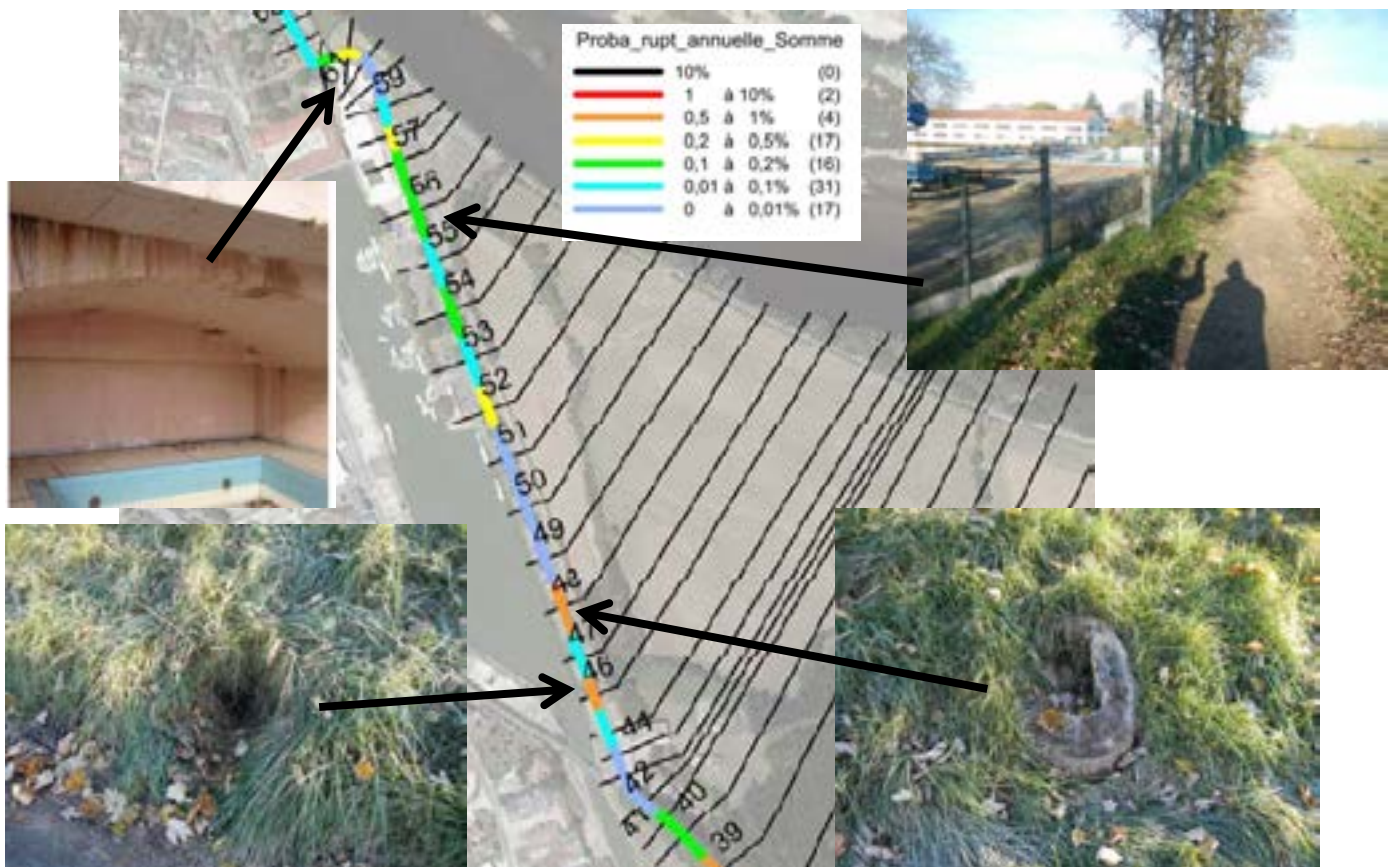 Proba_rupt_annuelle_Somme
10% (0)
1 à 10% (2)
0,5 à 1% (4)
0,2 à 0,5% (17)
0,1 à 0,2% (16)
0,01 à 0,1% (31)
0 à 0,01% (17)
59
57
56
55
54
53
52
51
50
49
48
47
46
44
42
41
40
39